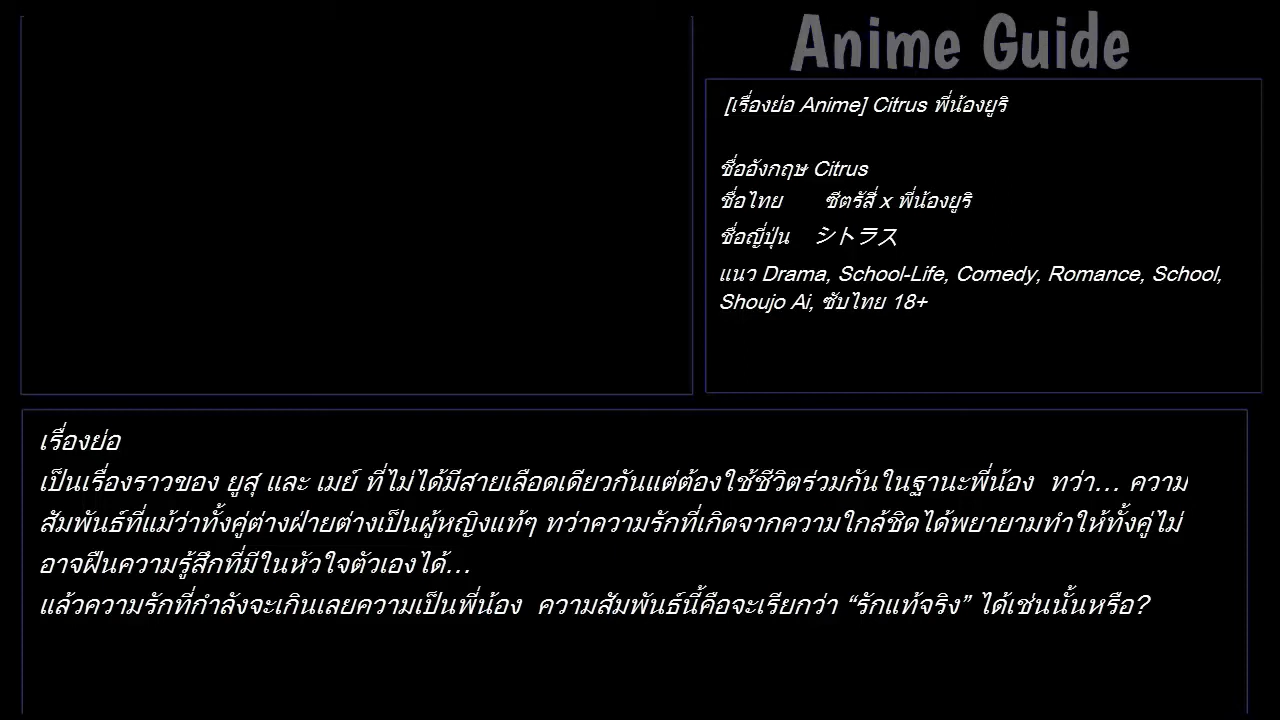 Anime Guide
[เรื่องย่อ Anime] Citrus พี่น้องยูริ
ชื่ออังกฤษ Citrus
ชื่อไทย ซีตรัสี่ x พี่น้องยูริ
ชื่อญี่ปุ่น シトラス
แนว Drama, School-Life, Comedy, Romance, School,
Shoujo Ai, ซับไทย 18+
เรื่องย่อ
เป็นเรื่องราวของ ยูสุ และ เมย์ ที่ไม่ได้มีสายเลือดเดียวกันแต่ต้องใช้ชีวิตร่วมกันในฐานะพี่น้อง ทว่า... ความ
สัมพันธ์ที่แม้ว่าทั้งคู่ต่างฝ่ายต่างเป็นผู้หญิงแท้ๆ ทว่าความรักที่เกิดจากความใกล้ชิดได้พยายามทำให้ทั้งคู่ไม่
อาจฝืนความรู้สึกที่มีในหัวใจตัวเองได้...
แล้วความรักที่กำลังจะเกินเลยความเป็นพี่น้อง ความสัมพันธ์นี้คือจะเรียกว่า “รักแท้จริง” ได้เช่นนั้นหรือ?